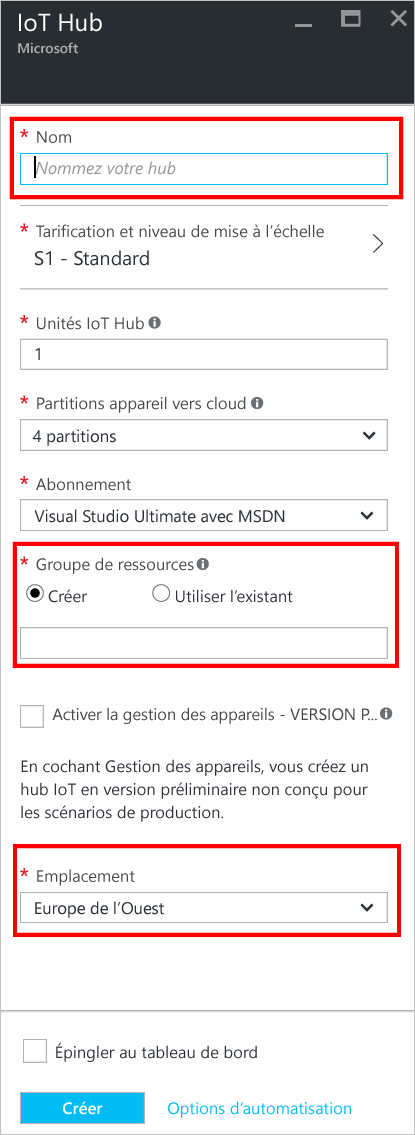 IoT Hub
Microsoft
* Nom
Nommez votre hub
* Tarification et niveau de mise à l’échelle
S1 - Standard
* Unités IoT Hub
1
* Partitions appareil vers cloud
4 partitions
* Abonnement
Visual Studio Ultimate avec MSDN
* Groupe de ressources
Créer Utiliser l’existant
Activer la gestion des appareils - VERSION P...
En cochant Gestion des appareils, vous créez un
hub IoT en version préliminaire non conçu pour
les scénarios de production.
* Emplacement
Europe de l’Ouest
Épingler au tableau de bord
Créer Options d’automatisation